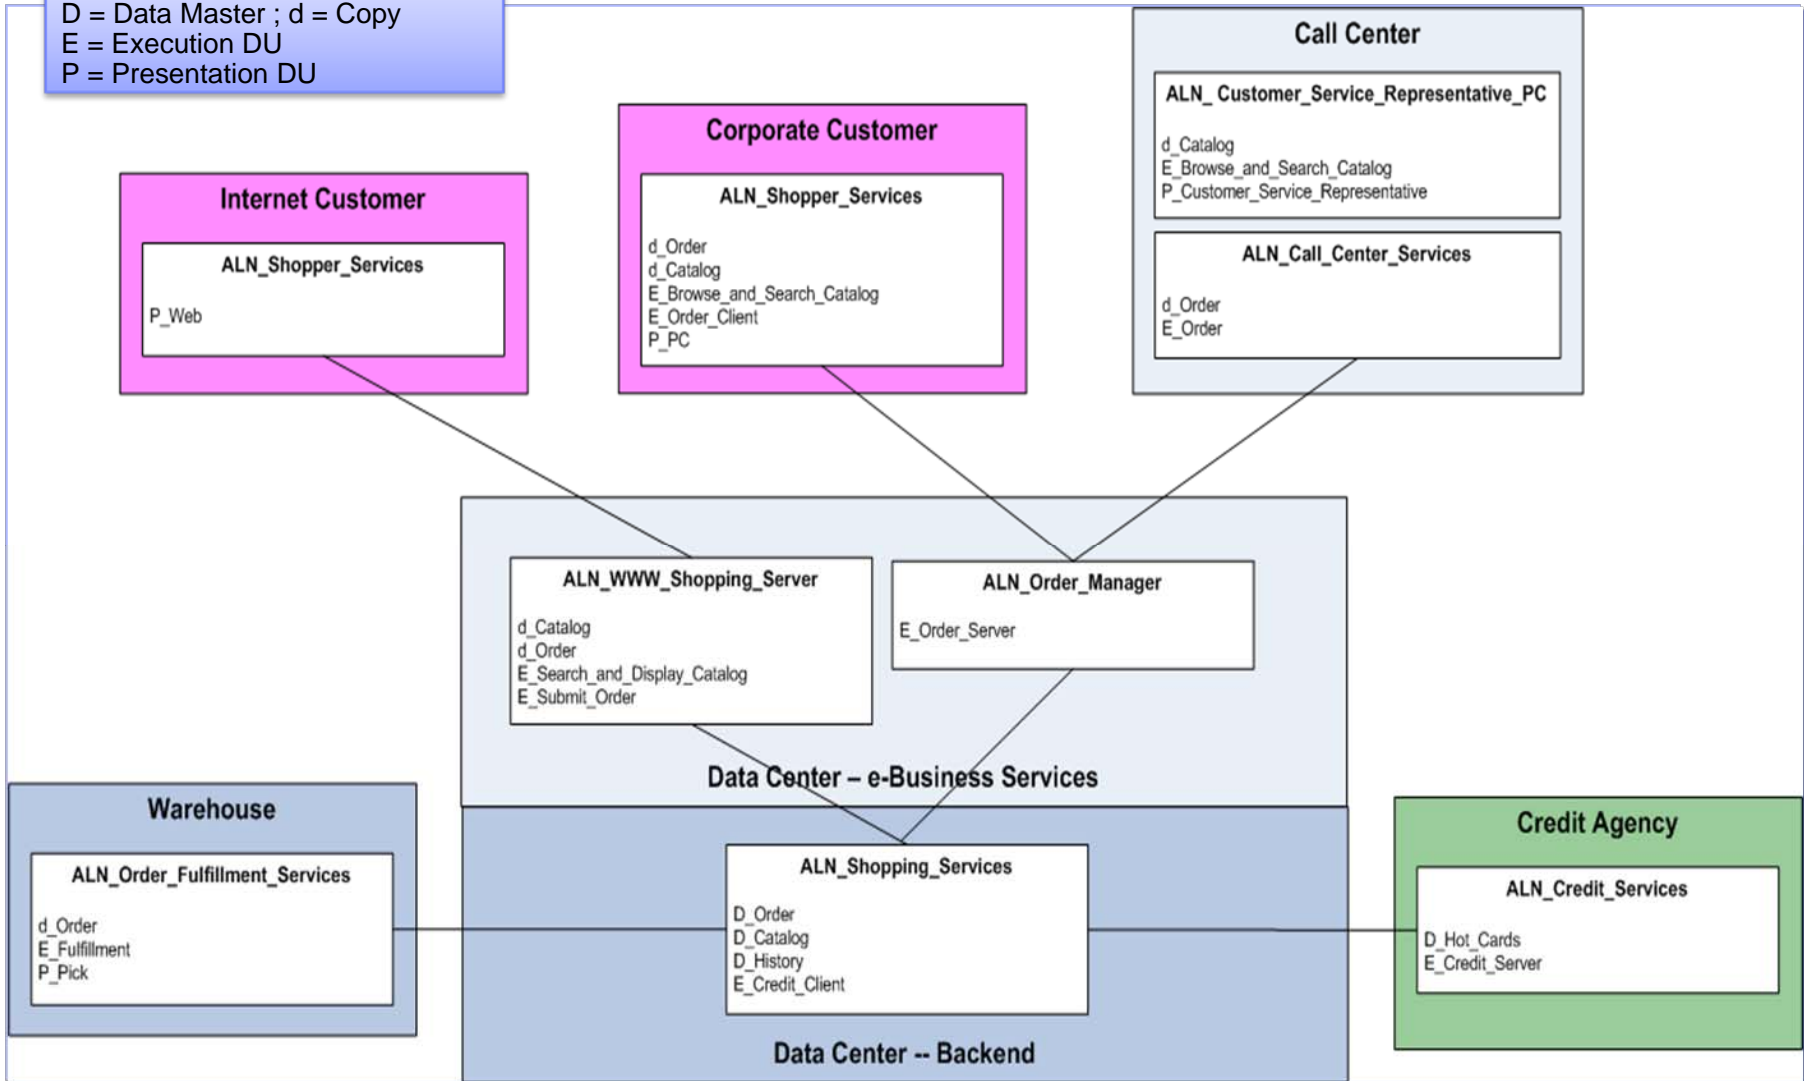 D = Data Master ; d = Copy
E = Execution DU
P = Presentation DU
Call Center
ALN_ Customer_Service_Representative_PC
d_Catalog
E_Browse_and_Search_Catalog
P_Customer_Service_Representative
ALN_Call_Center_Services
d_Order
E_Order
Corporate Customer
ALN_Shopper_Services
d_Order
d_Catalog
E_Browse_and_Search_Catalog
E_Order_Client
P_PC
Internet Customer
ALN_Shopper_Services
P_Web
ALN_WWW_Shopping_Server
d_Catalog
d_Order
E_Search_and_Display_Catalog
E_Submit_Order
ALN_Order_Manager
E_Order_Server
Data Center – e-Business Services
Warehouse
ALN_Order_Fulfillment_Services
d_Order
E_Fulfillment
P_Pick
ALN_Shopping_Services
D_Order
D_Catalog
D_History
E_Credit_Client
Data Center -- Backend
Credit Agency
ALN_Credit_Services
D_Hot_Cards
E_Credit_Server